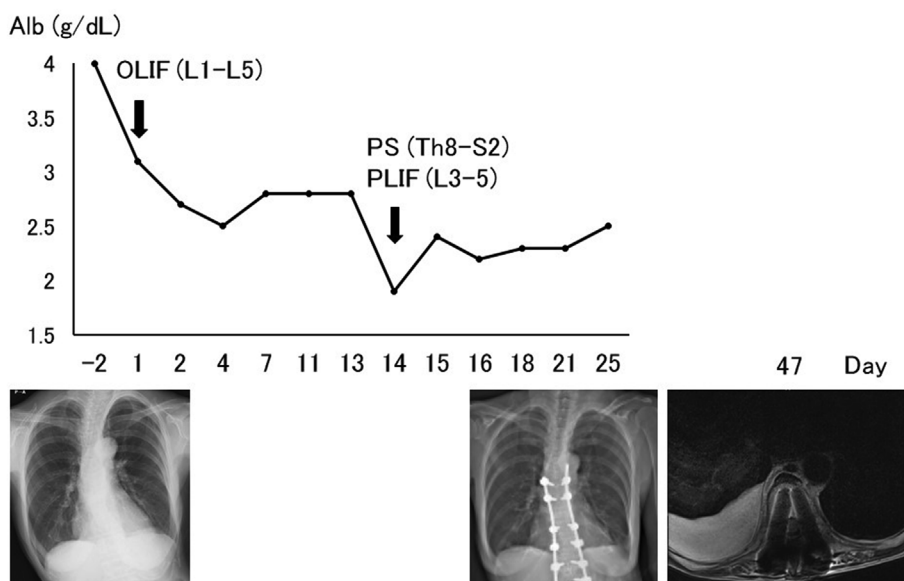 Alb (g/dL)
4
3.5
3
2.5
2
1.5
OLIF (L1-L5)
PS (Th8-S2)
PLIF (L3-5)
-2 1 2 4 7 11 13 14 15 16 18 21 25 47 Day